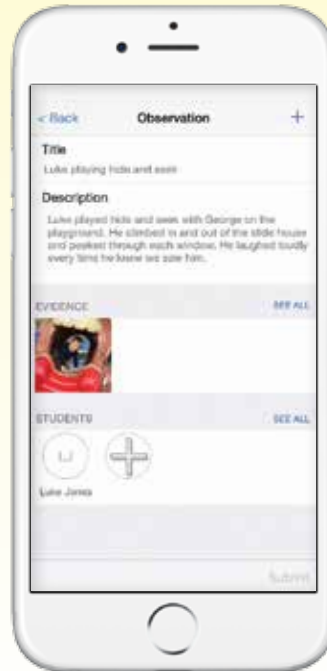 < Back Observation +
Title
Luke playing hide and seek
Description
Luke played hide and seek with George on the
playground. He climbed in and out of the slide house
and peeked through each window. He laughed loudly
every time he knew we saw him.
EVIDENCE SEE ALL
STUDENTS SEE ALL
LJ
Luke Jones
Submit